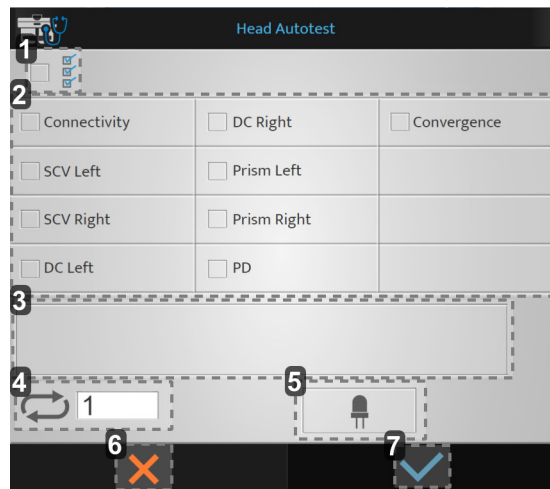 Head Autotest
1
2
Connectivity DC Right Convergence
SCV Left Prism Left
SCV Right Prism Right
DC Left PD
3
4 5
1
6 7